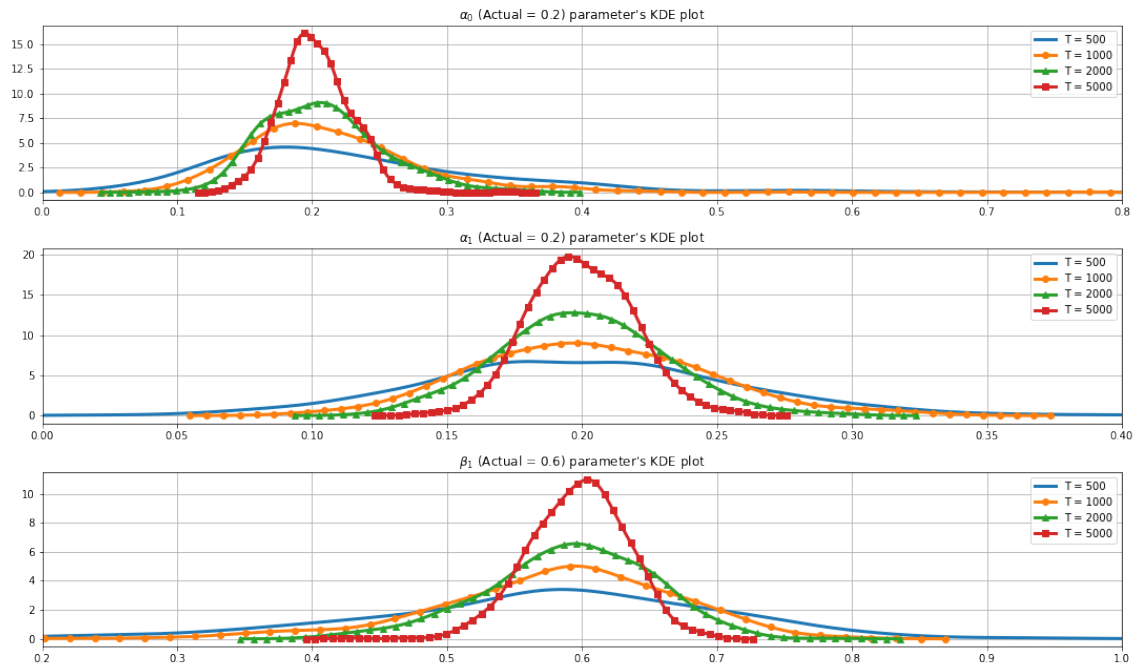 α0 (Actual = 0.2) parameter's KDE plot
15.0
12.5
10.0
7.5
5.0
2.5
0.0
0.0 0.1 0.2 0.3 0.4 0.5 0.6 0.7 0.8
T = 500
T = 1000
T = 2000
T = 5000
α1 (Actual = 0.2) parameter's KDE plot
20
15
10
5
0
0.00 0.05 0.10 0.15 0.20 0.25 0.30 0.35 0.40
T = 500
T = 1000
T = 2000
T = 5000
β1 (Actual = 0.6) parameter's KDE plot
10
8
6
4
2
0
0.2 0.3 0.4 0.5 0.6 0.7 0.8 0.9 1.0
T = 500
T = 1000
T = 2000
T = 5000